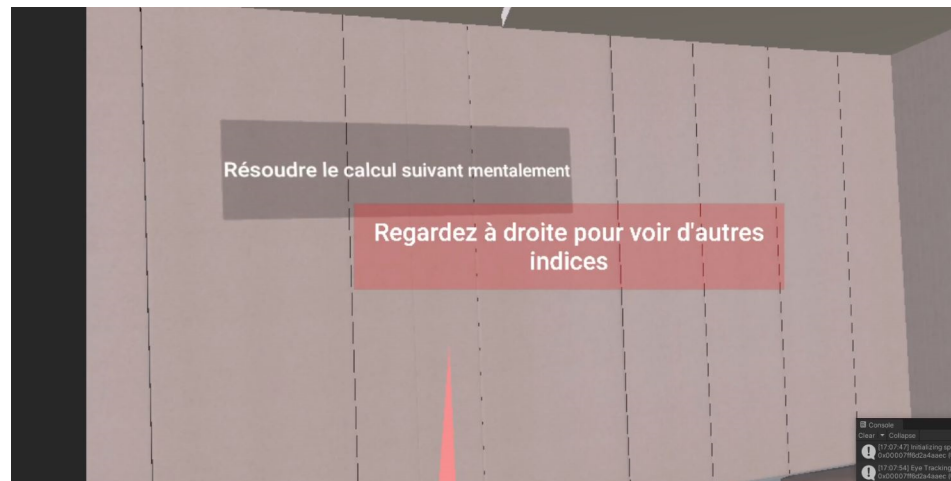 Résoudre le calcul suivant mentalement
Regardez à droite pour voir d'autres
indices
Console
Clear Collapse
[17:07:47] Initializing
[17:07:54] Eye Tracking